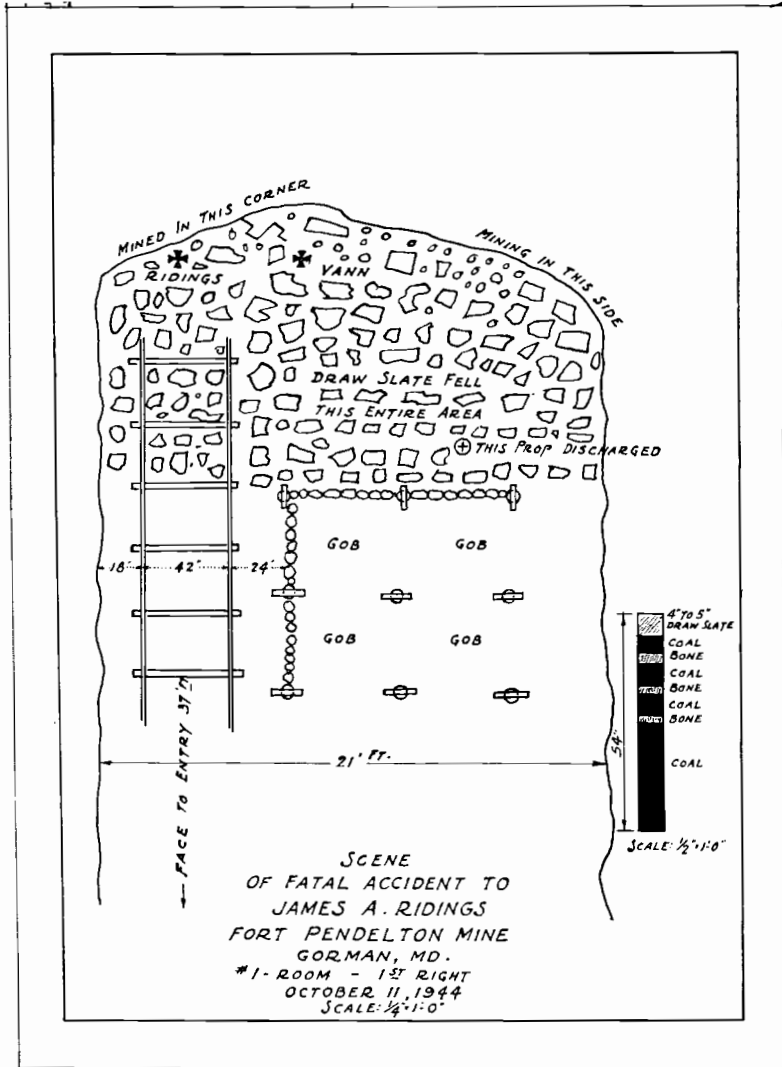 MINED IN THIS CORNER
MINING IN THIS SIDE
RIDINGS
VANN
DRAW SLATE FELL
THIS ENTIRE AREA
THIS PROP DISCHARGED
GOB GOB
18" 42" 24"
GOB GOB
4" TO 5"
DRAW SLATE
COAL
BONE
COAL
BONE
COAL
BONE
COAL
54"
SCALE: 1/2"=1'-0"
21' FT.
FACE TO ENTRY 37'
SCENE
OF FATAL ACCIDENT TO
JAMES A. RIDINGS
FORT PENDELTON MINE
GORMAN, MD.
#1-ROOM - 1ST RIGHT
OCTOBER 11, 1944
SCALE: 1/4"=1'-0"